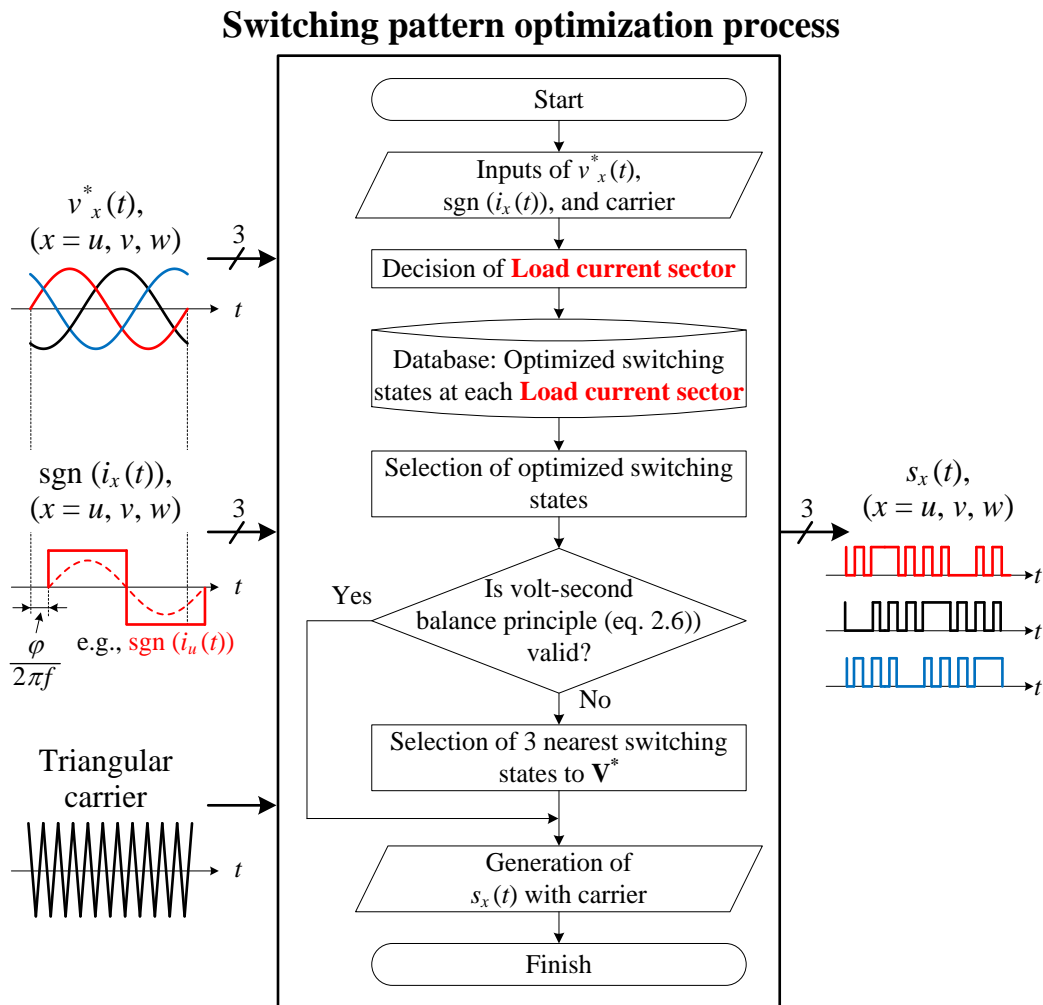 Switching pattern optimization process
v*x(t),
(x = u, v, w)
3
t
sgn (ix(t)),
(x = u, v, w)
3
t
φ
2πf
e.g., sgn (iu(t))
Triangular
carrier
t
Start
Inputs of v*x(t),
sgn (ix(t)), and carrier
Decision of Load current sector
Database: Optimized switching
states at each Load current sector
Selection of optimized switching
states
Is volt-second
balance principle (eq. 2.6))
valid?
Yes
No
Selection of 3 nearest switching
states to V*
Generation of
sx(t) with carrier
Finish
3
sx(t),
(x = u, v, w)
t
t
t